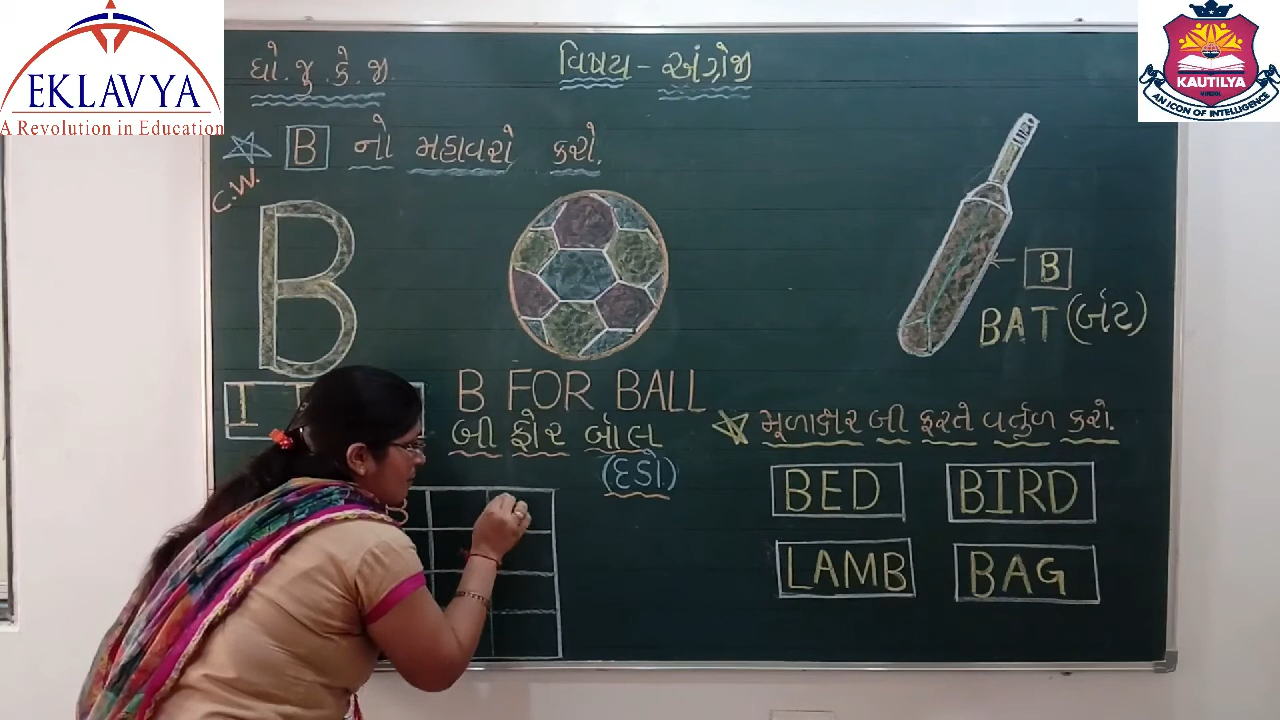 EKLAVYA
A Revolution in Education
KAUTILYA
AN ICON OF INTELLIGENCE
ધો. જુ. કે. જી.
વિષય - અંગ્રેજી
B નો મહાવરો કરો.
C.W.
B
B
BAT (બેટ)
B FOR BALL
બી ફોર બોલ
(દડો)
મૂળાક્ષર બી ફરતે વર્તુળ કરો.
BED
BIRD
LAMB
BAG